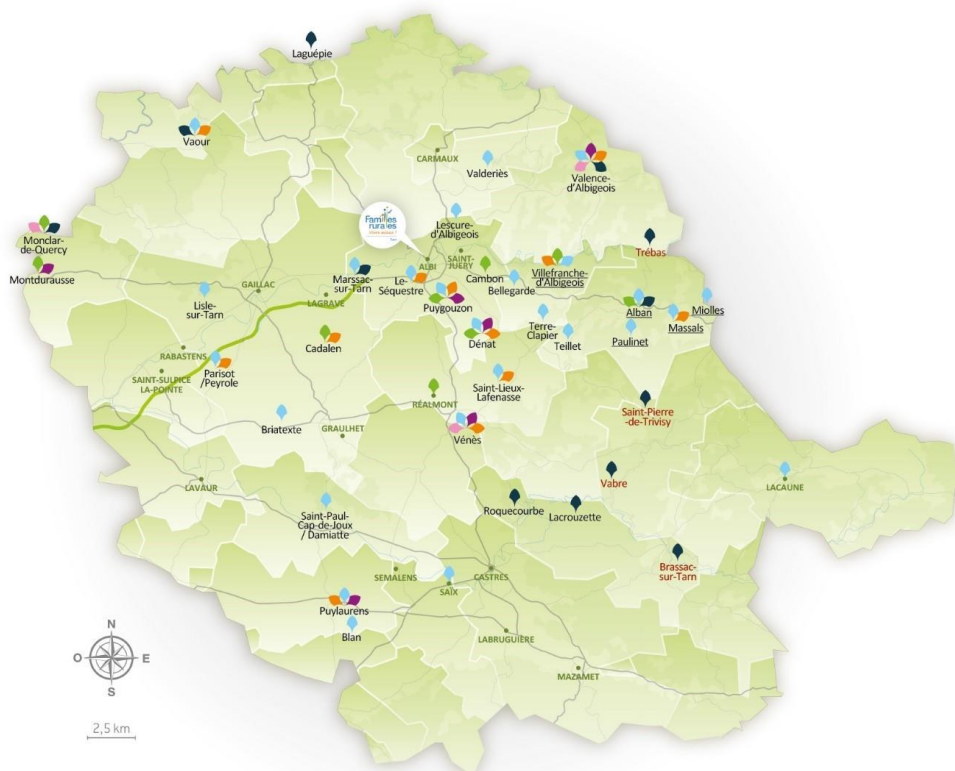 Laguépie
Vaour
CARMAUX
Valderiès
Valence-
d'Albigeois
Familles
rurales
Lescure-
d'Albigeois
Monclar-
de-Quercy
Trébas
ALBI
SAINT-
JUÉRY
Montdurausse
Marssac-
sur-Tarn
Le-
Séquestre
Cambon
Villefranche-
d'Albigeois
Bellegarde
GAILLAC
LAGRAVE
Lisle-
sur-Tarn
Puygouzon
Terre-
Clapier
Alban
Miolles
Massals
Cadalen
Dénat
Teillet
Paulinet
RABASTENS
Parisot
/Peyrole
SAINT-SULPICE
LA-POINTE
Saint-Lieux-
Lafenasse
RÉALMONT
Saint-Pierre
-de-Trivisy
Briatexte
GRAULHET
Vénès
LAVAUR
Vabre
LACAUNE
Saint-Paul-
Cap-de-Joux
/ Damiatte
Roquecourbe
Lacrouzette
Brassac-
sur-Tarn
SEMALENS
SAÏX
CASTRES
Puylaurens
Blan
LABRUGUIÈRE
MAZAMET
N
O
E
S
2,5 km